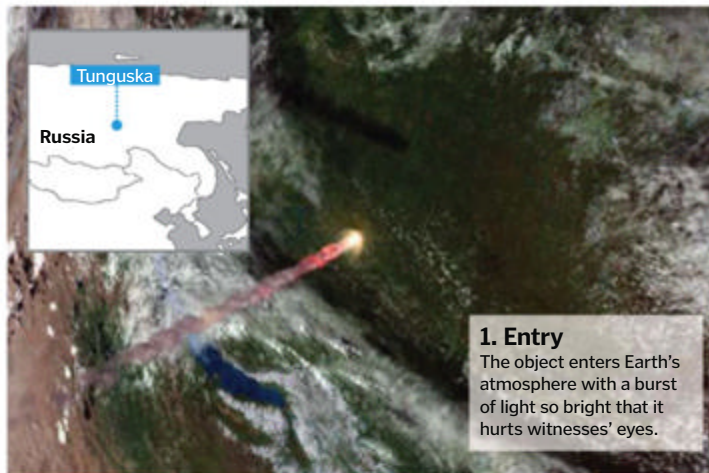 Tunguska
Russia
1. Entry
The object enters Earth’s
atmosphere with a burst
of light so bright that it
hurts witnesses’ eyes.